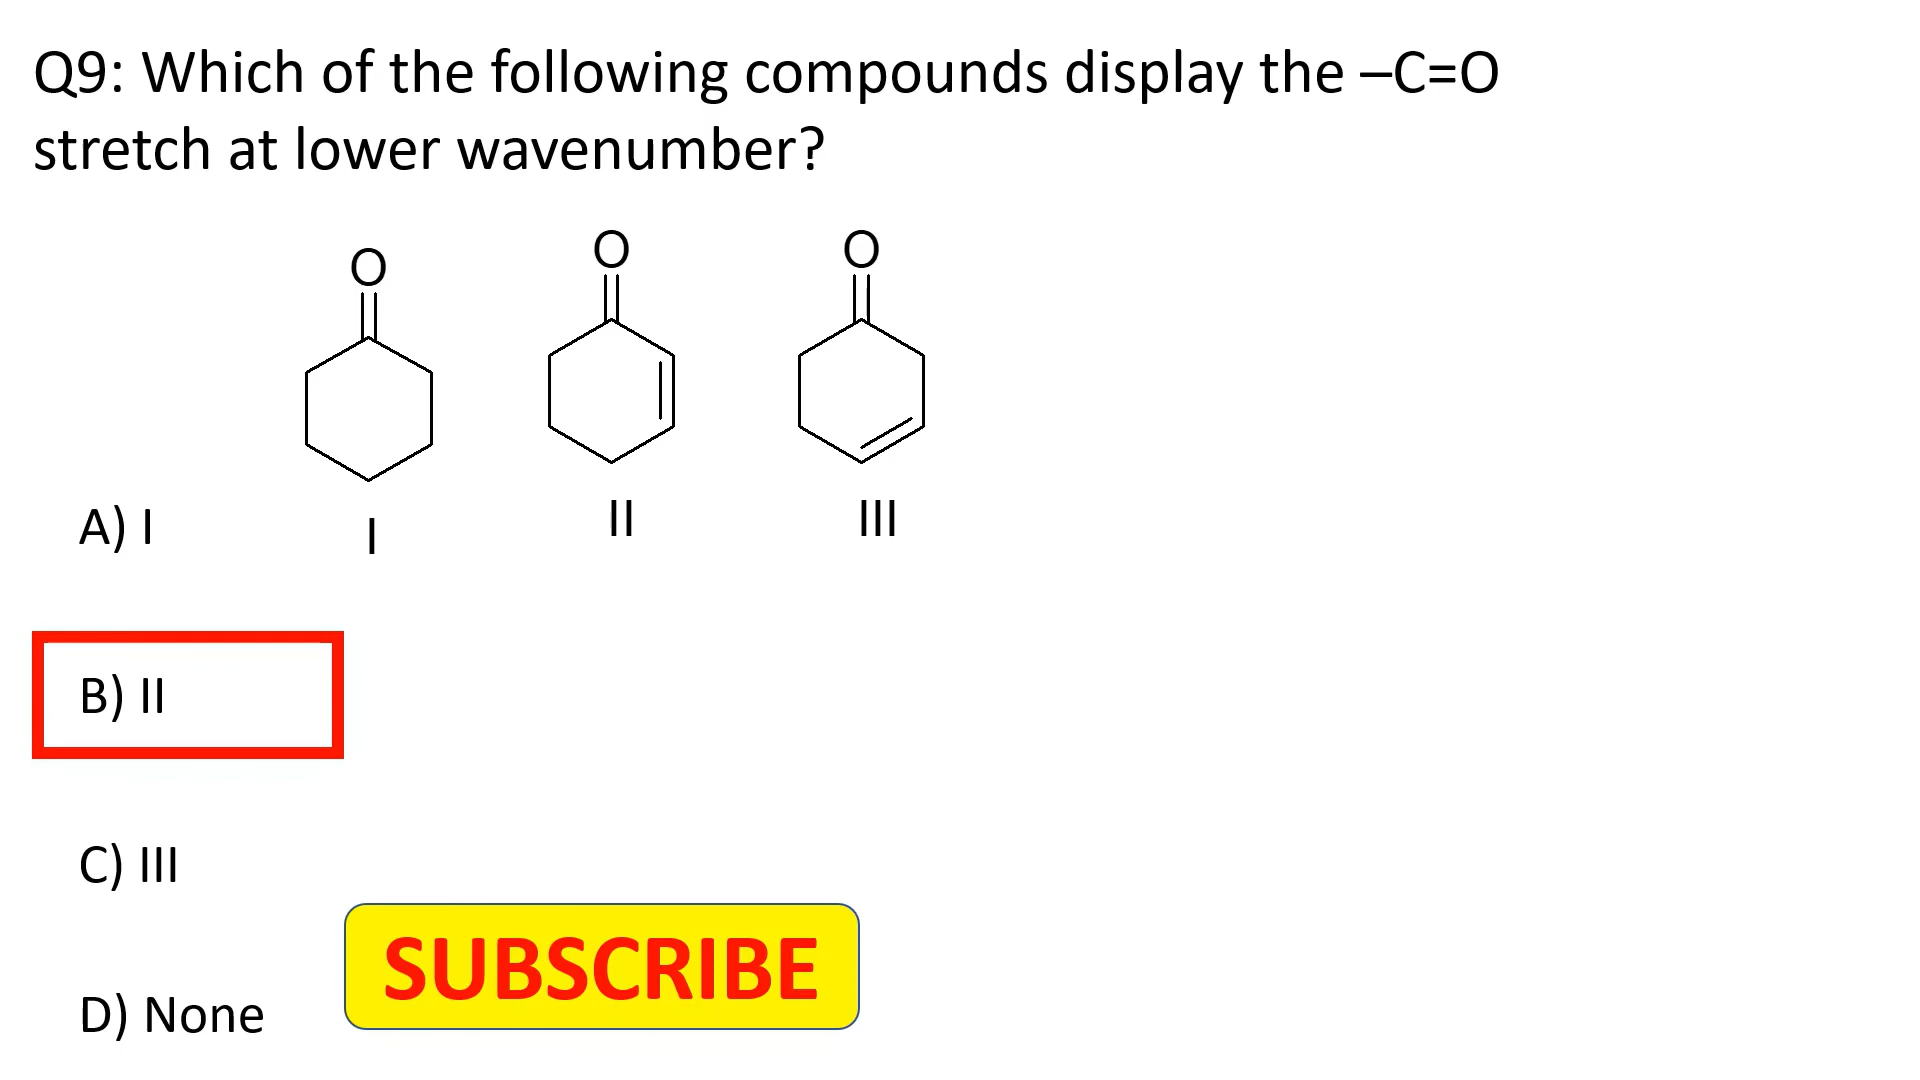 Q9: Which of the following compounds display the –C=O
stretch at lower wavenumber?
O
O
O
I
II
III
A) I
B) II
C) III
D) None
SUBSCRIBE